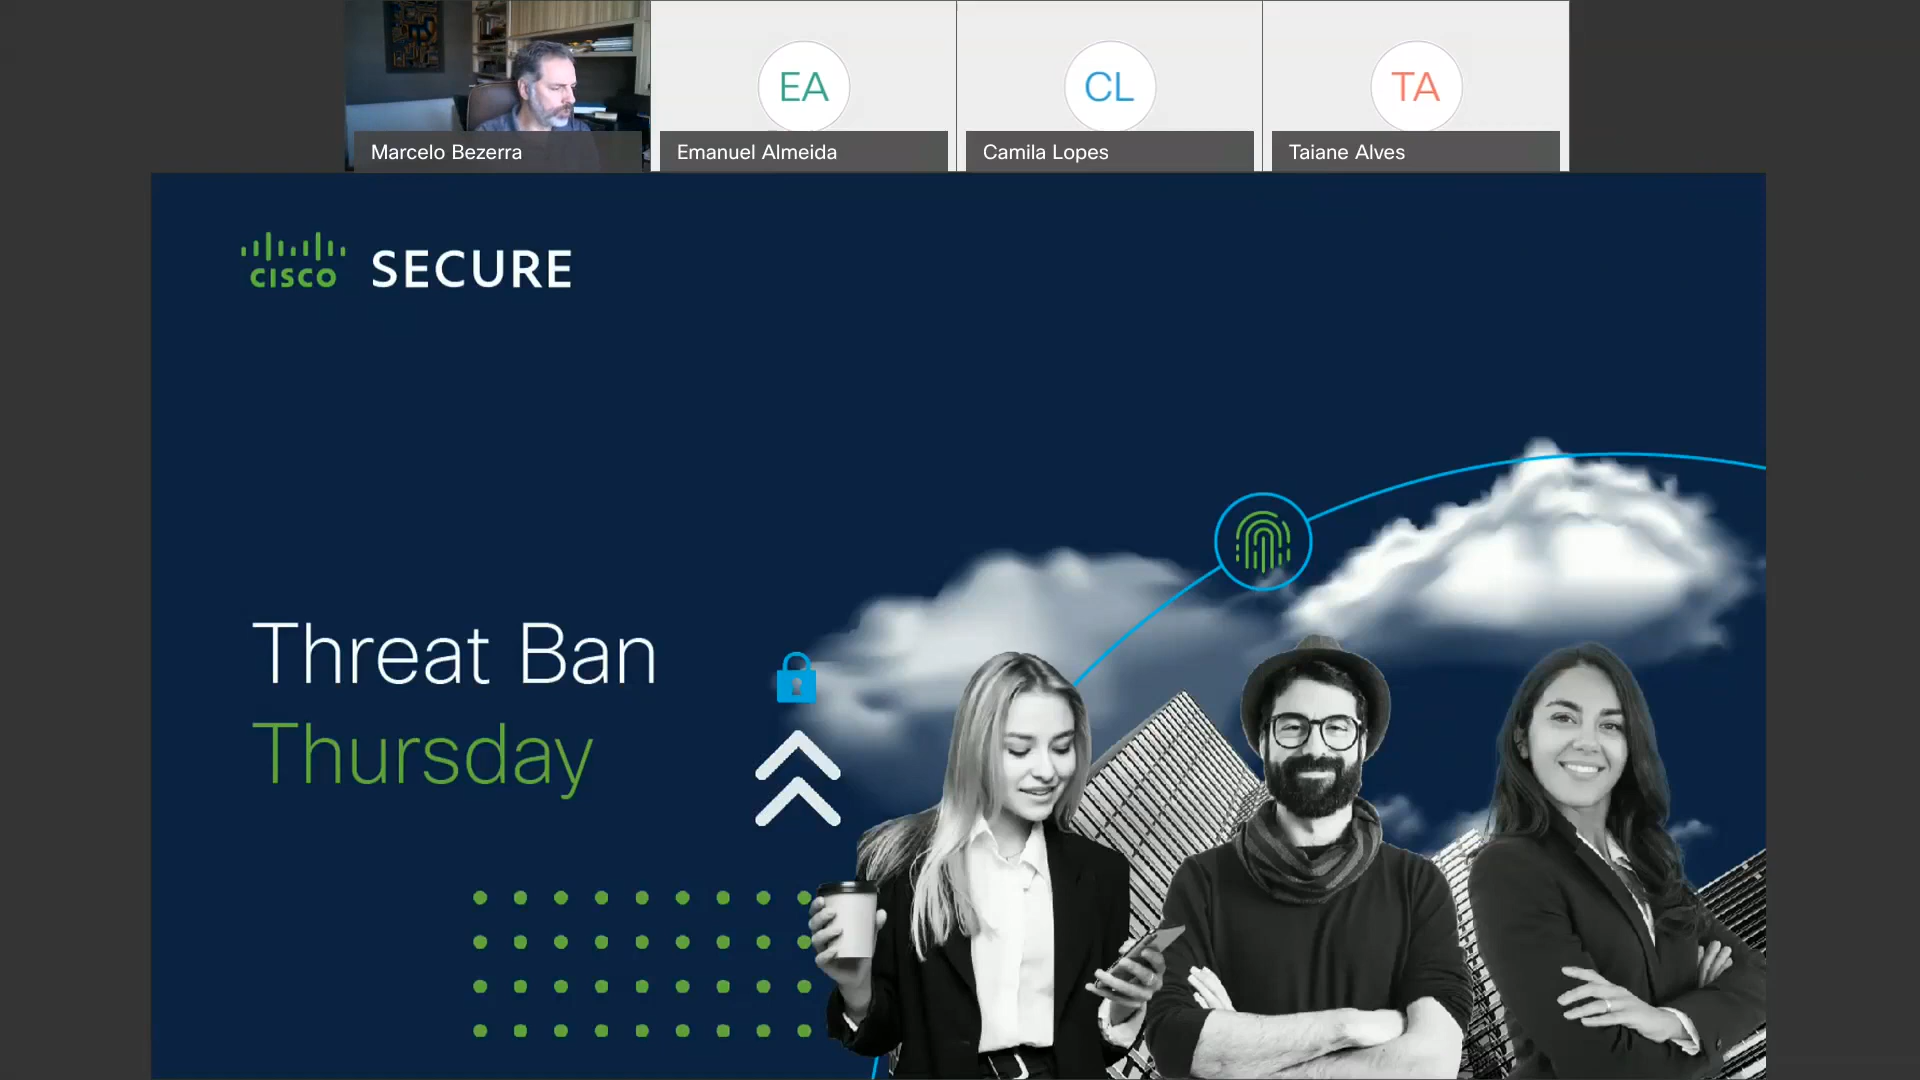 EA
CL
TA
Marcelo Bezerra
Emanuel Almeida
Camila Lopes
Taiane Alves
CISCO SECURE
Threat Ban
Thursday